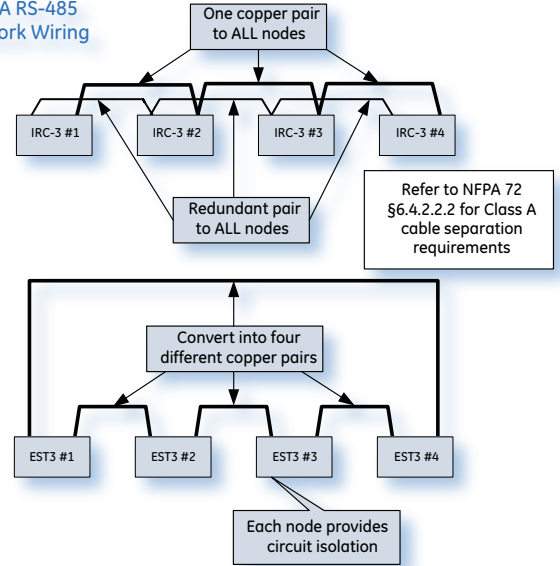 A RS-485
ork Wiring
One copper pair
to ALL nodes
IRC-3 #1
IRC-3 #2
IRC-3 #3
IRC-3 #4
Redundant pair
to ALL nodes
Refer to NFPA 72
§6.4.2.2.2 for Class A
cable separation
requirements
Convert into four
different copper pairs
EST3 #1
EST3 #2
EST3 #3
EST3 #4
Each node provides
circuit isolation